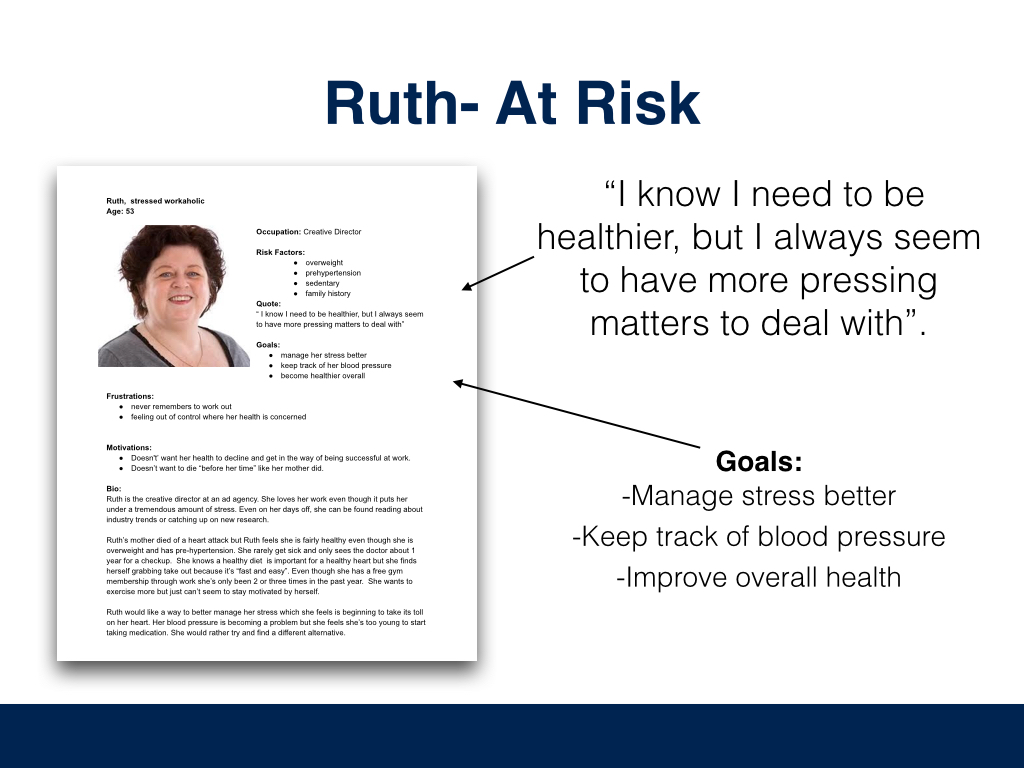 Ruth- At Risk
Ruth,  stressed workaholic
Age: 53
Occupation: Creative Director
Risk Factors:
● overweight
● prehypertension
● sedentary
● family history
Quote:
“ I know I need to be healthier, but I always seem
to have more pressing matters to deal with”
Goals:
● manage her stress better
● keep track of her blood pressure
● become healthier overall
Frustrations:
● never remembers to work out
● feeling out of control where her health is concerned
Motivations:
● Doesn't' want her health to decline and get in the way of being successful at work.
● Doesn’t want to die “before her time” like her mother did.
Bio:
Ruth is the creative director at an ad agency. She loves her work even though it puts her
under a tremendous amount of stress. Even on her days off, she can be found reading about
industry trends or catching up on new research.
Ruth’s mother died of a heart attack but Ruth feels she is fairly healthy even though she is
overweight and has pre-hypertension. She rarely get sick and only sees the doctor about 1
year for a checkup.  She knows a healthy diet  is important for a healthy heart but she finds
herself grabbing take out because it’s “fast and easy”. Even though she has a free gym
membership through work she’s only been 2 or three times in the past year.  She wants to
exercise more but just can’t seem to stay motivated by herself.
Ruth would like a way to better manage her stress which she feels is beginning to take its toll
on her heart. Her blood pressure is becoming a problem but she feels she’s too young to start
taking medication. She would rather try and find a different alternative.
“I know I need to be
healthier, but I always seem
to have more pressing
matters to deal with”.
Goals:
-Manage stress better
-Keep track of blood pressure
-Improve overall health